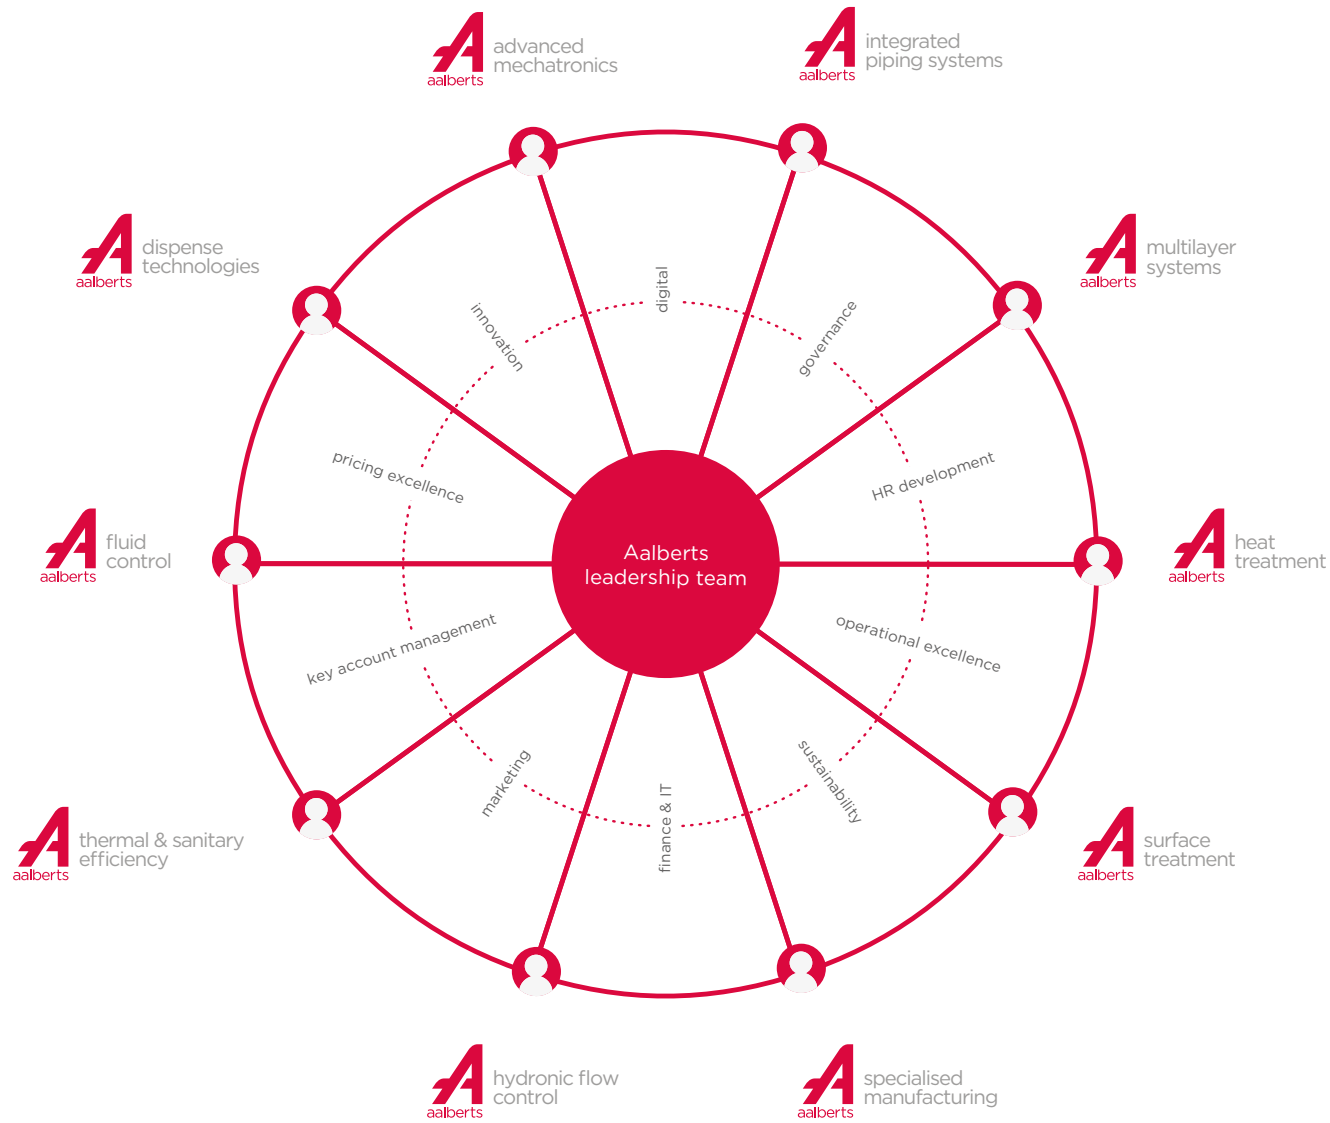 advanced
mechatronics
aalberts
integrated
piping systems
aalberts
dispense
technologies
aalberts
multilayer
systems
aalberts
digital
innovation
governance
pricing excellence
HR development
fluid
control
aalberts
Aalberts
leadership team
heat
treatment
aalberts
key account management
operational excellence
marketing
finance & IT
sustainability
thermal & sanitary
efficiency
aalberts
surface
treatment
aalberts
hydronic flow
control
aalberts
specialised
manufacturing
aalberts